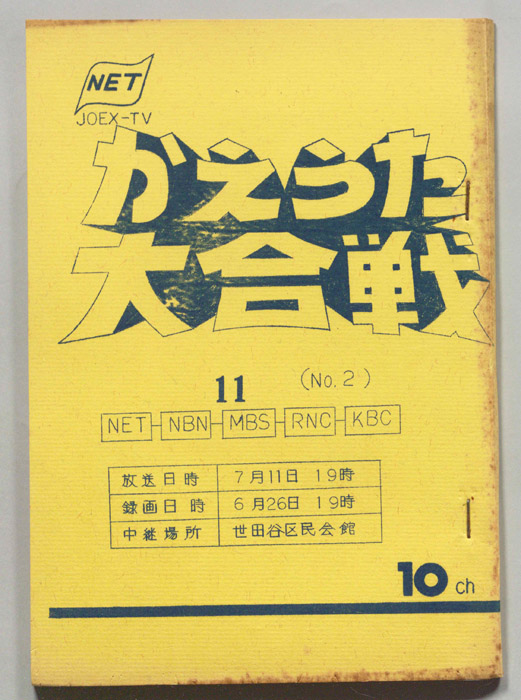 NET
JOEX-TV
かえうた
大合戦
11 (No.2)
NET NBN MBS RNC KBC
放送日時 7月11日 19時
録画日時 6月26日 19時
中継場所 世田谷区民会館
10 ch